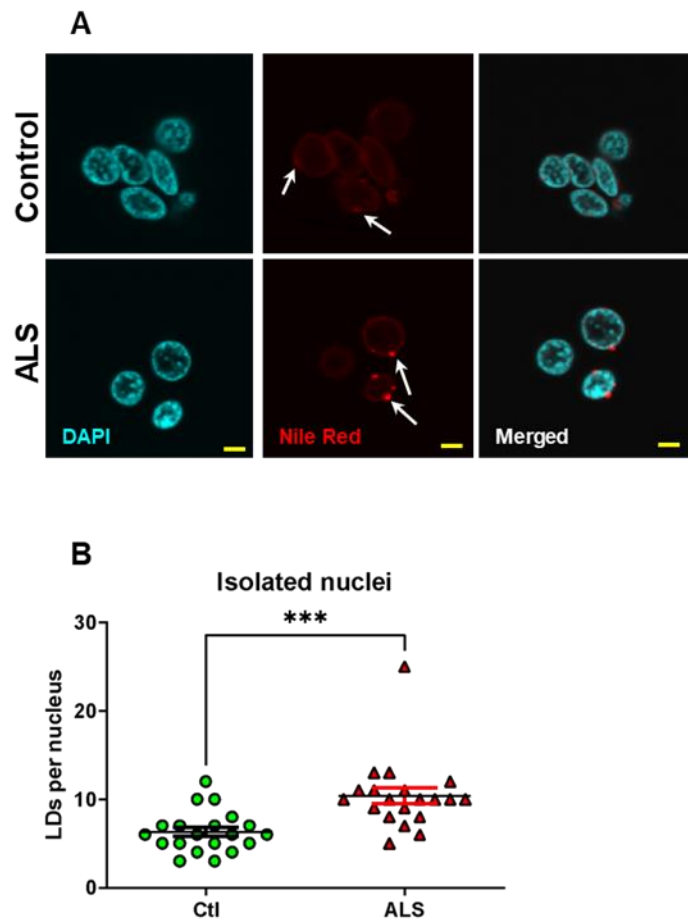 A
Control
ALS
DAPI
Nile Red
Merged
B
Isolated nuclei
***
LDs per nucleus
30
20
10
0
Ctl
ALS